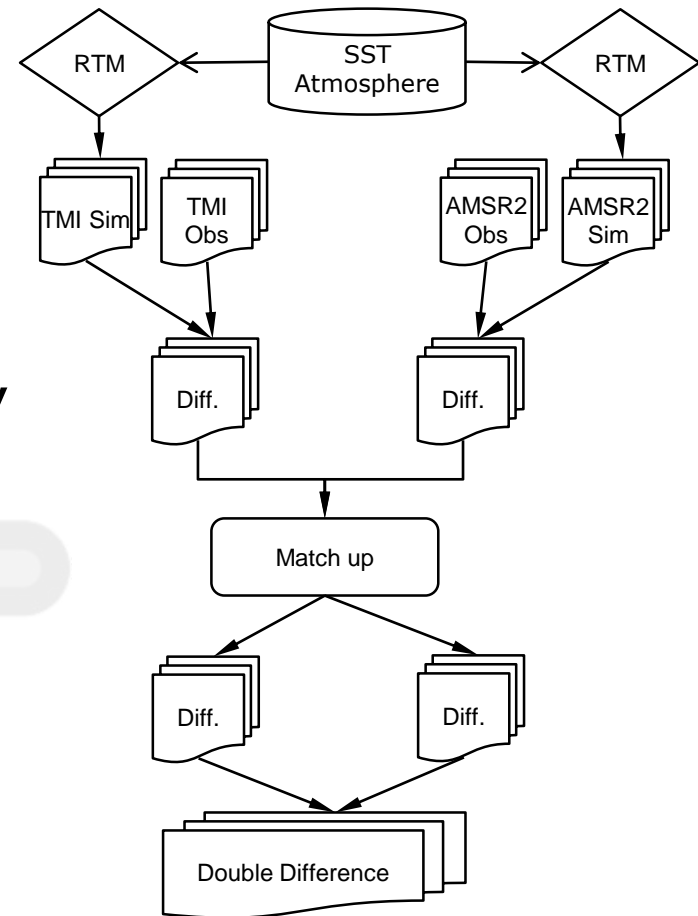 RTM
SST
Atmosphere
RTM
TMI Sim
TMI
Obs
AMSR2
Obs
AMSR2
Sim
Diff.
Diff.
Match up
Diff.
Diff.
Double Difference